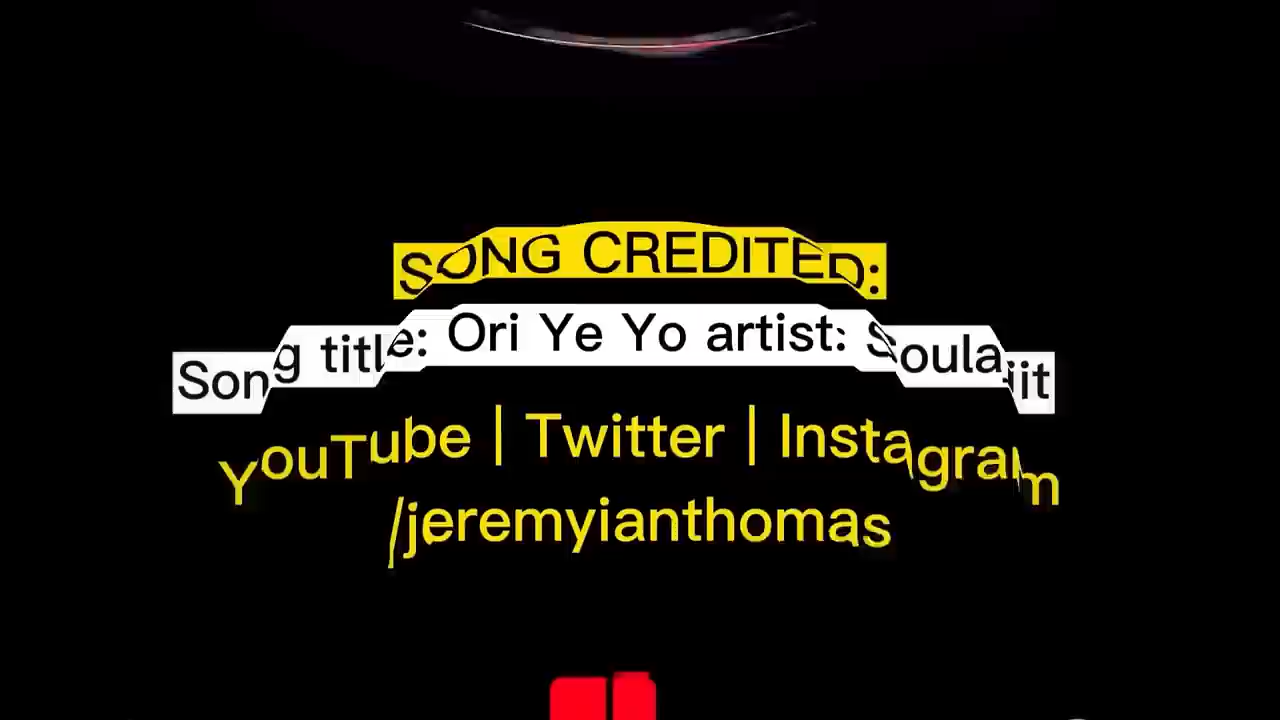 SONG CREDITED:
Song title: Ori Ye Yo artist:
YouTube | Twitter | Instagram
/jeremyianthomas